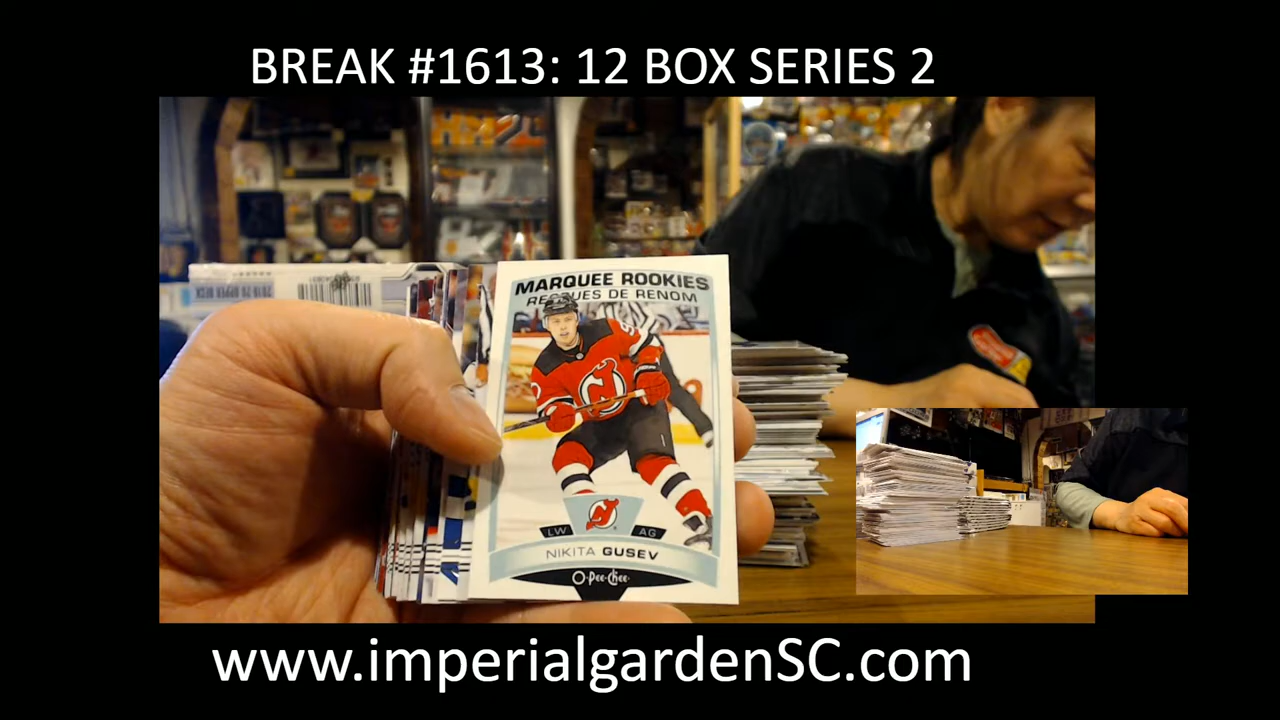 BREAK #1613: 12 BOX SERIES 2
MARQUEE ROOKIES
RECRUES DE RENOM
LW
AG
NIKITA GUSEV
O-Pee-Chee
www.imperialgardenSC.com